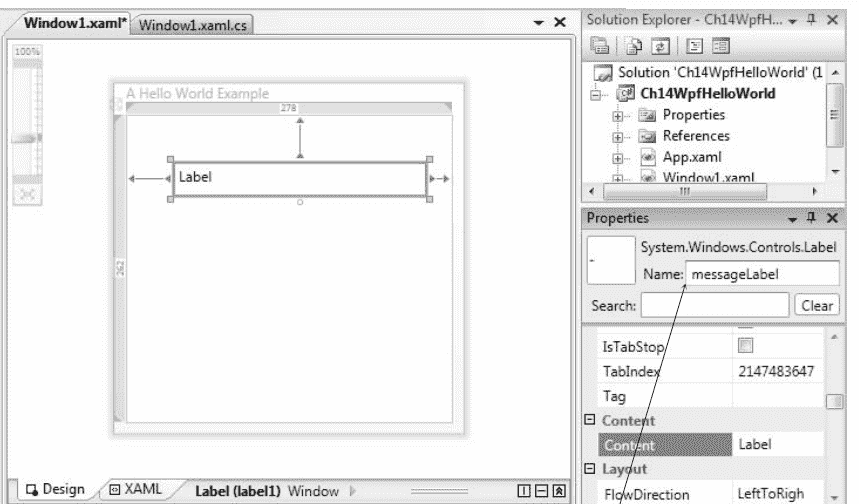 Window1.xaml*
Window1.xaml.cs
100%
A Hello World Example
278
Label
262
Design
XAML
Label (label1) Window
Solution Explorer - Ch14WpfH...
Solution 'Ch14WpfHelloWorld' (1
Ch14WpfHelloWorld
Properties
References
App.xaml
Window1.xaml
Properties
System.Windows.Controls.Label
Name: messageLabel
Search:
Clear
IsTabStop
TabIndex 2147483647
Tag
Content
Content Label
Layout
FlowDirection LeftToRigh